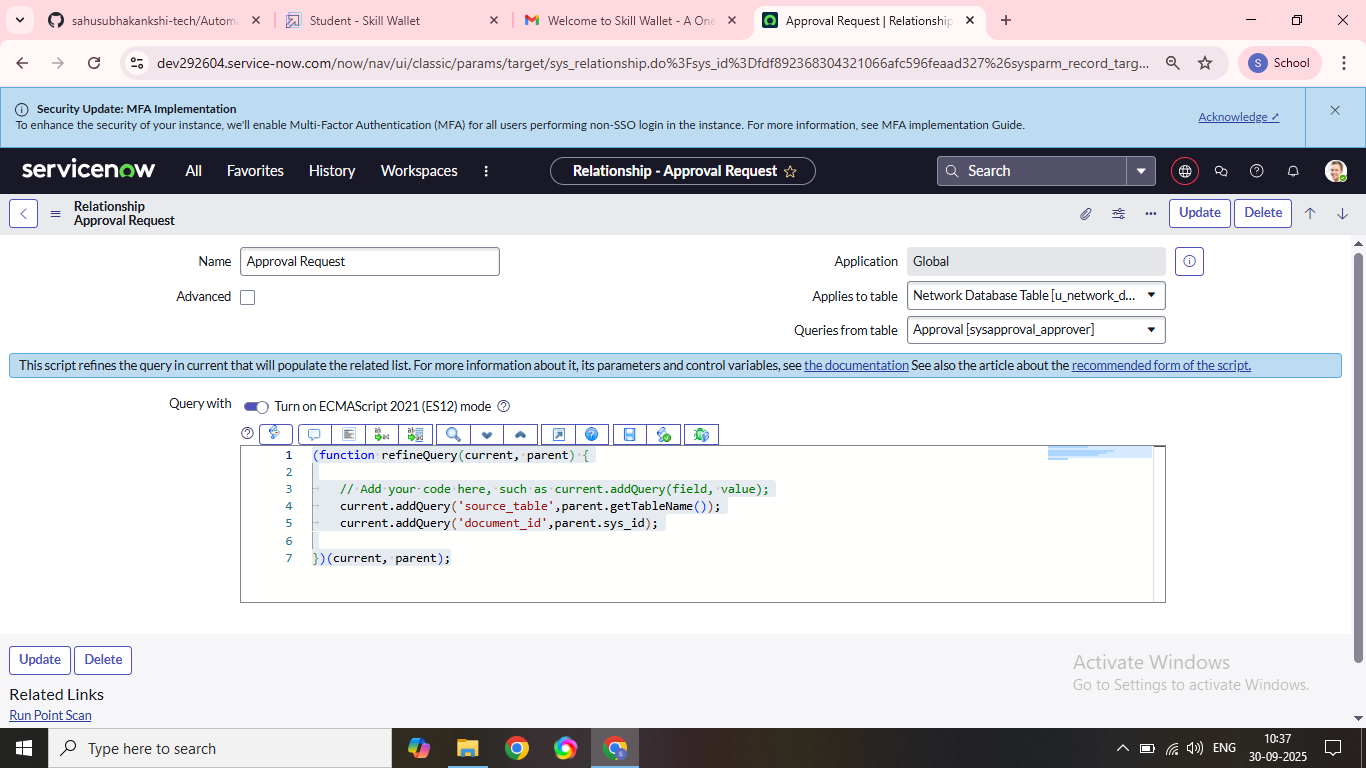 sahusubhakankshi-tech/Autom
Student - Skill Wallet
Welcome to Skill Wallet - A One
Approval Request | Relationship
dev292604.service-now.com/now/nav/ui/classic/params/target/sys_relationship.do%3Fsys_id%3Dfdf892368304321066afc596feaad327%26sysparm_record_targ...
S School
Security Update: MFA Implementation
To enhance the security of your instance, we'll enable Multi-Factor Authentication (MFA) for all users performing non-SSO login in the instance. For more information, see MFA implementation Guide.
Acknowledge
servicenow
All Favorites History Workspaces
Relationship - Approval Request
Search
Relationship
Approval Request
Update Delete
Name Approval Request
Application Global
Advanced
Applies to table Network Database Table [u_network_d...
Queries from table Approval [sysapproval_approver]
This script refines the query in current that will populate the related list. For more information about it, its parameters and control variables, see the documentation See also the article about the recommended form of the script.
Query with Turn on ECMAScript 2021 (ES12) mode
1 (function refineQuery(current, parent) {
2
3 // Add your code here, such as current.addQuery(field, value);
4 current.addQuery('source_table',parent.getTableName());
5 current.addQuery('document_id',parent.sys_id);
6
7 })(current, parent);
Update Delete
Activate Windows
Go to Settings to activate Windows.
Related Links
Run Point Scan
Type here to search
S
ENG
10:37
30-09-2025